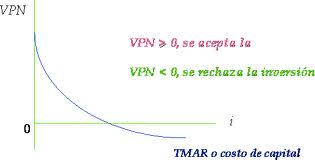 VPN
VPN ⩾ 0, se acepta la
VPN < 0, se rechaza la inversión
0
i
TMAR o costo de capital